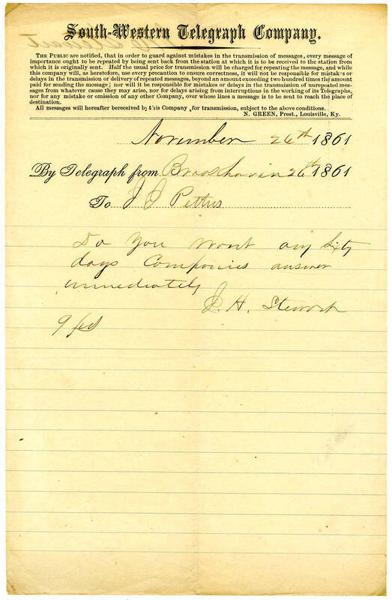 South-Western Telegraph Company.
THE PUBLIC are notified, that in order to guard against mistakes in the transmission of messages, every message of
importance ought to be repeated by being sent back from the station at which it is to be received to the station from
which it is originally sent. Half the usual price for transmission will be charged for repeating the message, and while
this company will, as heretofore, use every precaution to ensure correctness, it will not be responsible for mistakes or
delays in the transmission or delivery of repeated messages, beyond an amount exceeding two hundred times the amount
paid for sending the message; nor will it be responsible for mistakes or delays in the transmission of unrepeated mes-
sages from whatever cause they may arise, nor for delays arising from interruptions in the working of its Telegraphs,
nor for any mistake or omission of any other Company, over whose lines a message is to be sent to reach the place of
destination.
All messages will hereafter be received by this Company for transmission, subject to the above conditions.
N. GREEN, Prest., Louisville, Ky.
November 26th 1861
By Telegraph from Brookhaven 26th 1861
To J J Pettus
Do you want any sixty
days Companies answer
immediately
J. H. Stewart
9